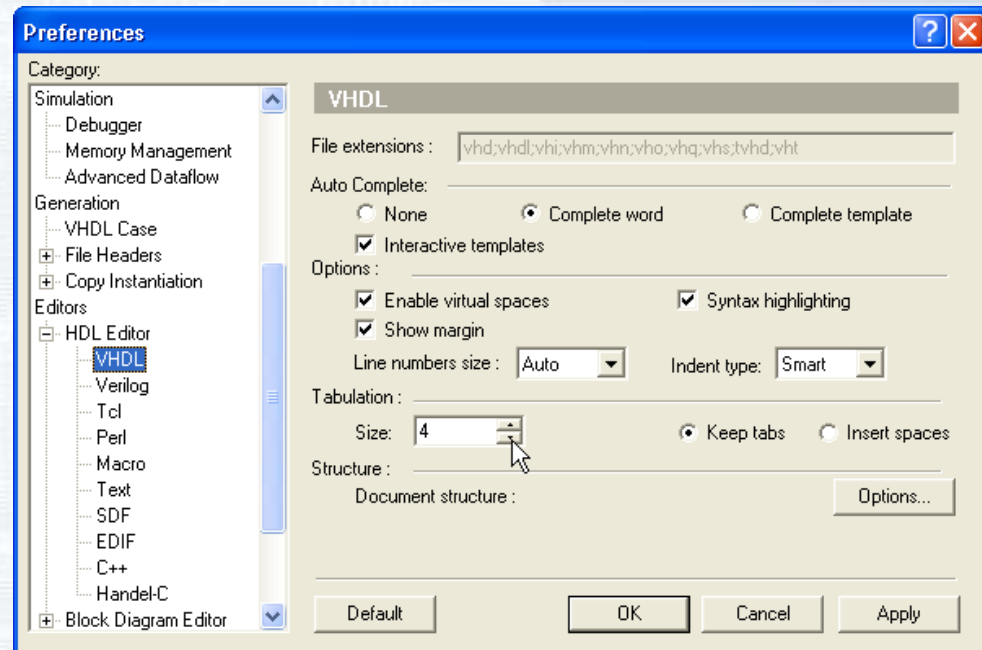 Preferences
Category:
Simulation
Debugger
Memory Management
Advanced Dataflow
Generation
VHDL Case
File Headers
Copy Instantiation
Editors
HDL Editor
VHDL
Verilog
Tcl
Perl
Macro
Text
SDF
EDIF
C++
Handel-C
Block Diagram Editor
VHDL
File extensions : vhd;vhdl;vhi;vhm;vhn;vho;vhq;vhs;tvhd;vht
Auto Complete:
None Complete word Complete template
Interactive templates
Options :
Enable virtual spaces Syntax highlighting
Show margin
Line numbers size : Auto Indent type: Smart
Tabulation :
Size: 4 Keep tabs Insert spaces
Structure :
Document structure : Options...
Default OK Cancel Apply